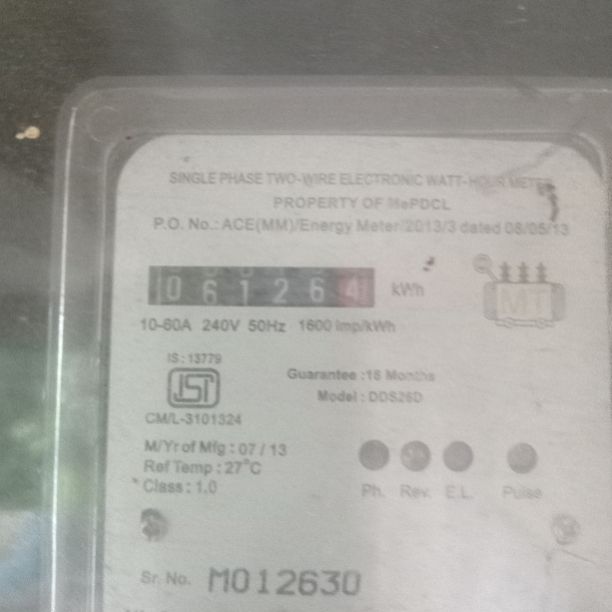 SINGLE PHASE TWO-WIRE ELECTRONIC WATT-HOUR METER
PROPERTY OF MePDCL
P.O. No.: ACE(MM)/Energy Meter/2013/3 dated 08/05/13
061264 kWh
MT
10-60A 240V 50Hz 1600 imp/kWh
IS : 13779
ISI
CM/L-3101324
Guarantee : 18 Months
Model : DDS26D
M/Yr of Mfg : 07 / 13
Ref Temp : 27°C
Class : 1.0
Ph. Rev. E.L. Pulse
Sr. No. M012630